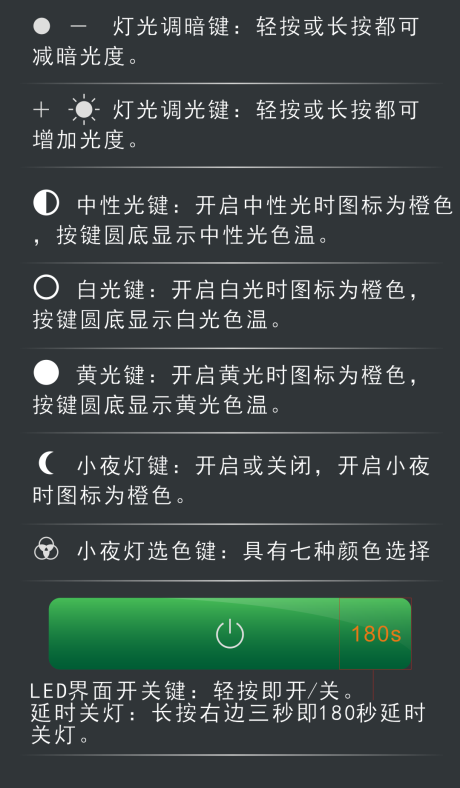 灯光调暗键：轻按或长按都可
减暗光度。
灯光调光键：轻按或长按都可
增加光度。
中性光键：开启中性光时图标为橙色
，按键圆底显示中性光色温。
白光键：开启白光时图标为橙色，
按键圆底显示白光色温。
黄光键：开启黄光时图标为橙色，
按键圆底显示黄光色温。
小夜灯键：开启或关闭，开启小夜
时图标为橙色。
小夜灯选色键：具有七种颜色选择
180s
LED界面开关键：轻按即开/关。
延时关灯：长按右边三秒即180秒延时
关灯。